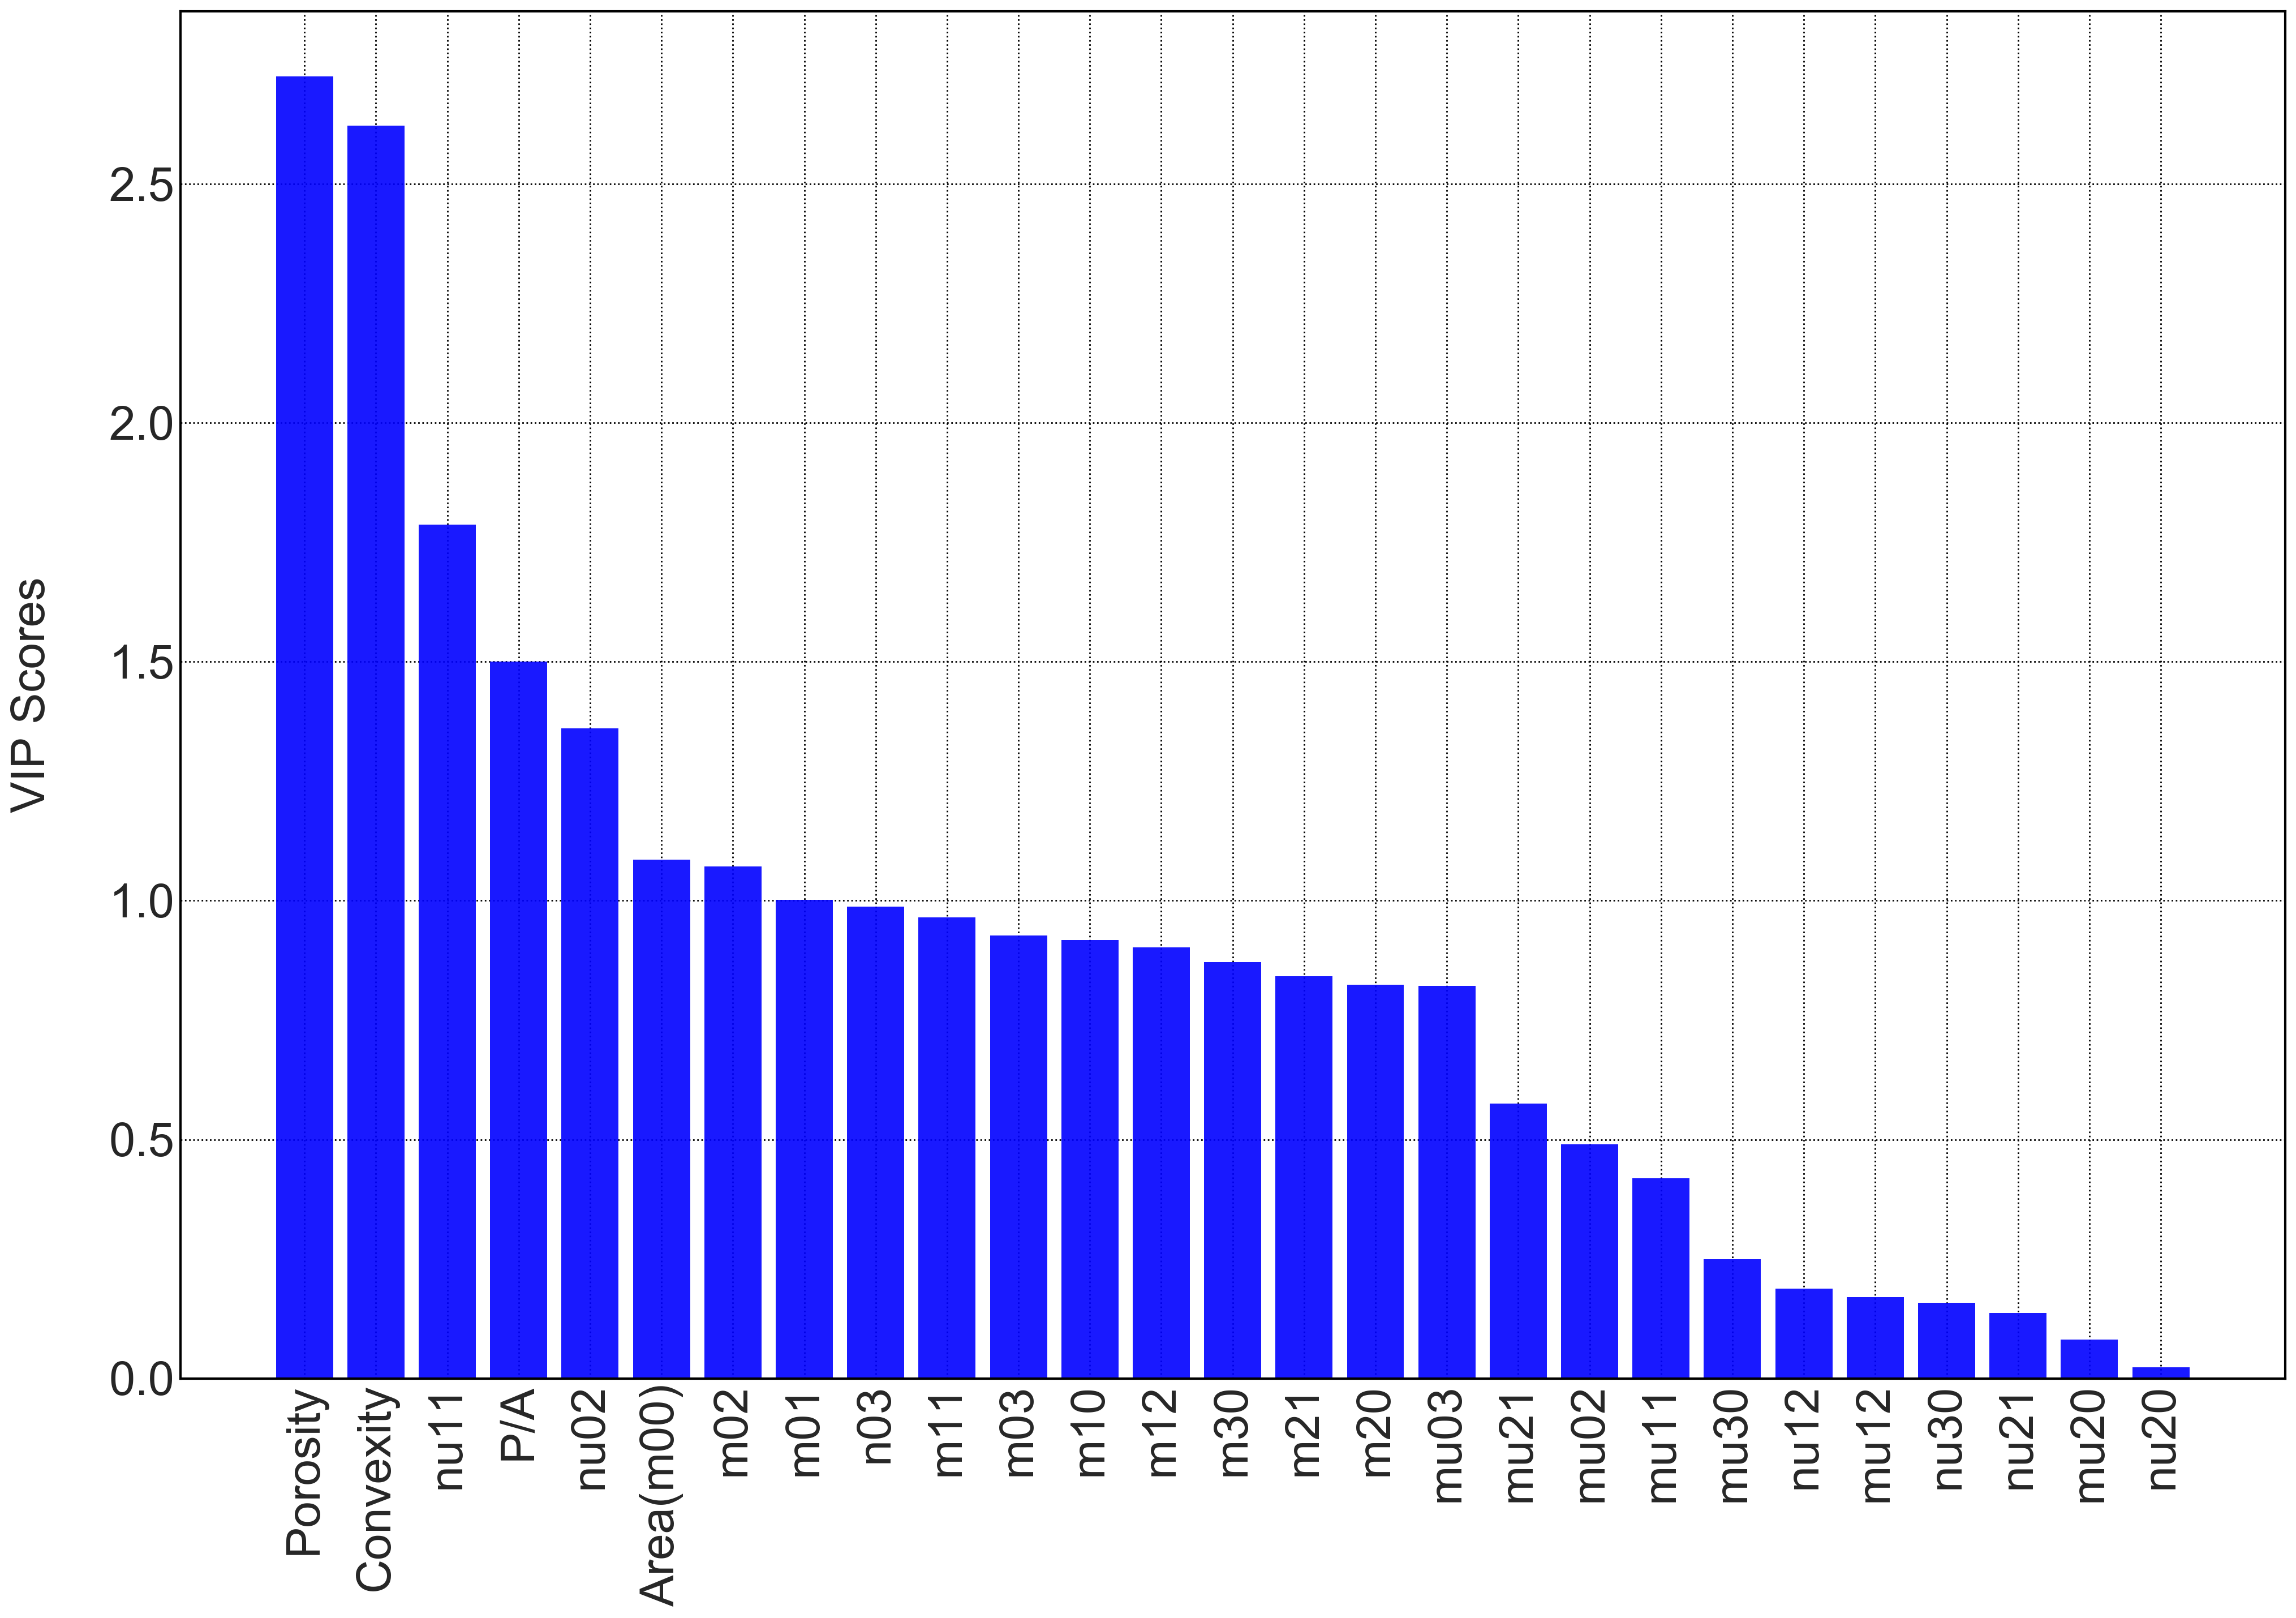 VIP Scores
2.5
2.0
1.5
1.0
0.5
0.0
Porosity
Convexity
nu11
P/A
nu02
Area(m00)
m02
m01
n03
m11
m03
m10
m12
m30
m21
m20
mu03
mu21
mu02
mu11
mu30
nu12
mu12
nu30
nu21
mu20
nu20